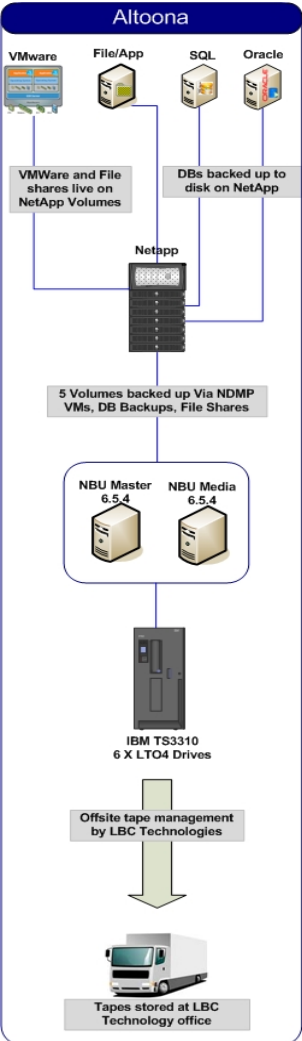 Altoona
VMware
File/App
SQL
Oracle
ORACLE
VMWare and File
shares live on
NetApp Volumes
DBs backed up to
disk on NetApp
Netapp
5 Volumes backed up Via NDMP
VMs, DB Backups, File Shares
NBU Master
6.5.4
NBU Media
6.5.4
IBM TS3310
6 X LTO4 Drives
Offsite tape management
by LBC Technologies
Tapes stored at LBC
Technology office